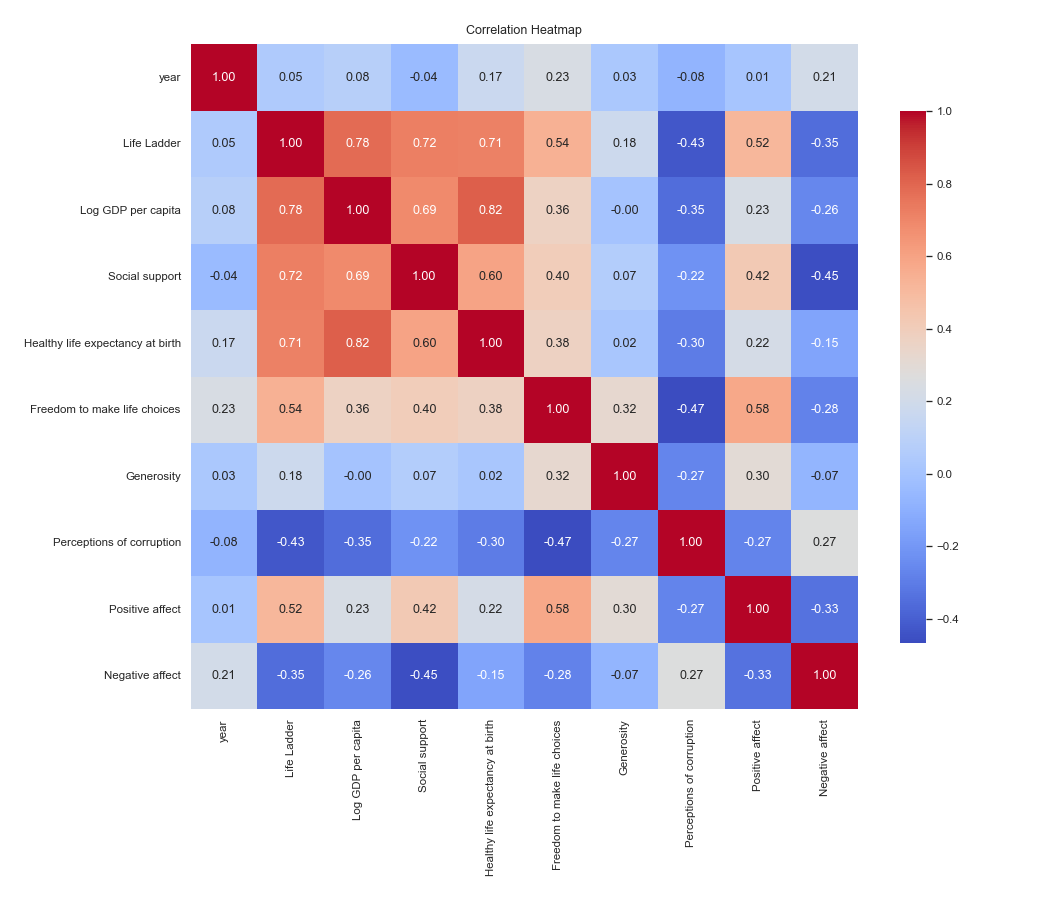 Correlation Heatmap
year 1.00 0.05 0.08 -0.04 0.17 0.23 0.03 -0.08 0.01 0.21
Life Ladder 0.05 1.00 0.78 0.72 0.71 0.54 0.18 -0.43 0.52 -0.35
Log GDP per capita 0.08 0.78 1.00 0.69 0.82 0.36 -0.00 -0.35 0.23 -0.26
Social support -0.04 0.72 0.69 1.00 0.60 0.40 0.07 -0.22 0.42 -0.45
Healthy life expectancy at birth 0.17 0.71 0.82 0.60 1.00 0.38 0.02 -0.30 0.22 -0.15
Freedom to make life choices 0.23 0.54 0.36 0.40 0.38 1.00 0.32 -0.47 0.58 -0.28
Generosity 0.03 0.18 -0.00 0.07 0.02 0.32 1.00 -0.27 0.30 -0.07
Perceptions of corruption -0.08 -0.43 -0.35 -0.22 -0.30 -0.47 -0.27 1.00 -0.27 0.27
Positive affect 0.01 0.52 0.23 0.42 0.22 0.58 0.30 -0.27 1.00 -0.33
Negative affect 0.21 -0.35 -0.26 -0.45 -0.15 -0.28 -0.07 0.27 -0.33 1.00
year
Life Ladder
Log GDP per capita
Social support
Healthy life expectancy at birth
Freedom to make life choices
Generosity
Perceptions of corruption
Positive affect
Negative affect
1.0
0.8
0.6
0.4
0.2
0.0
−0.2
−0.4